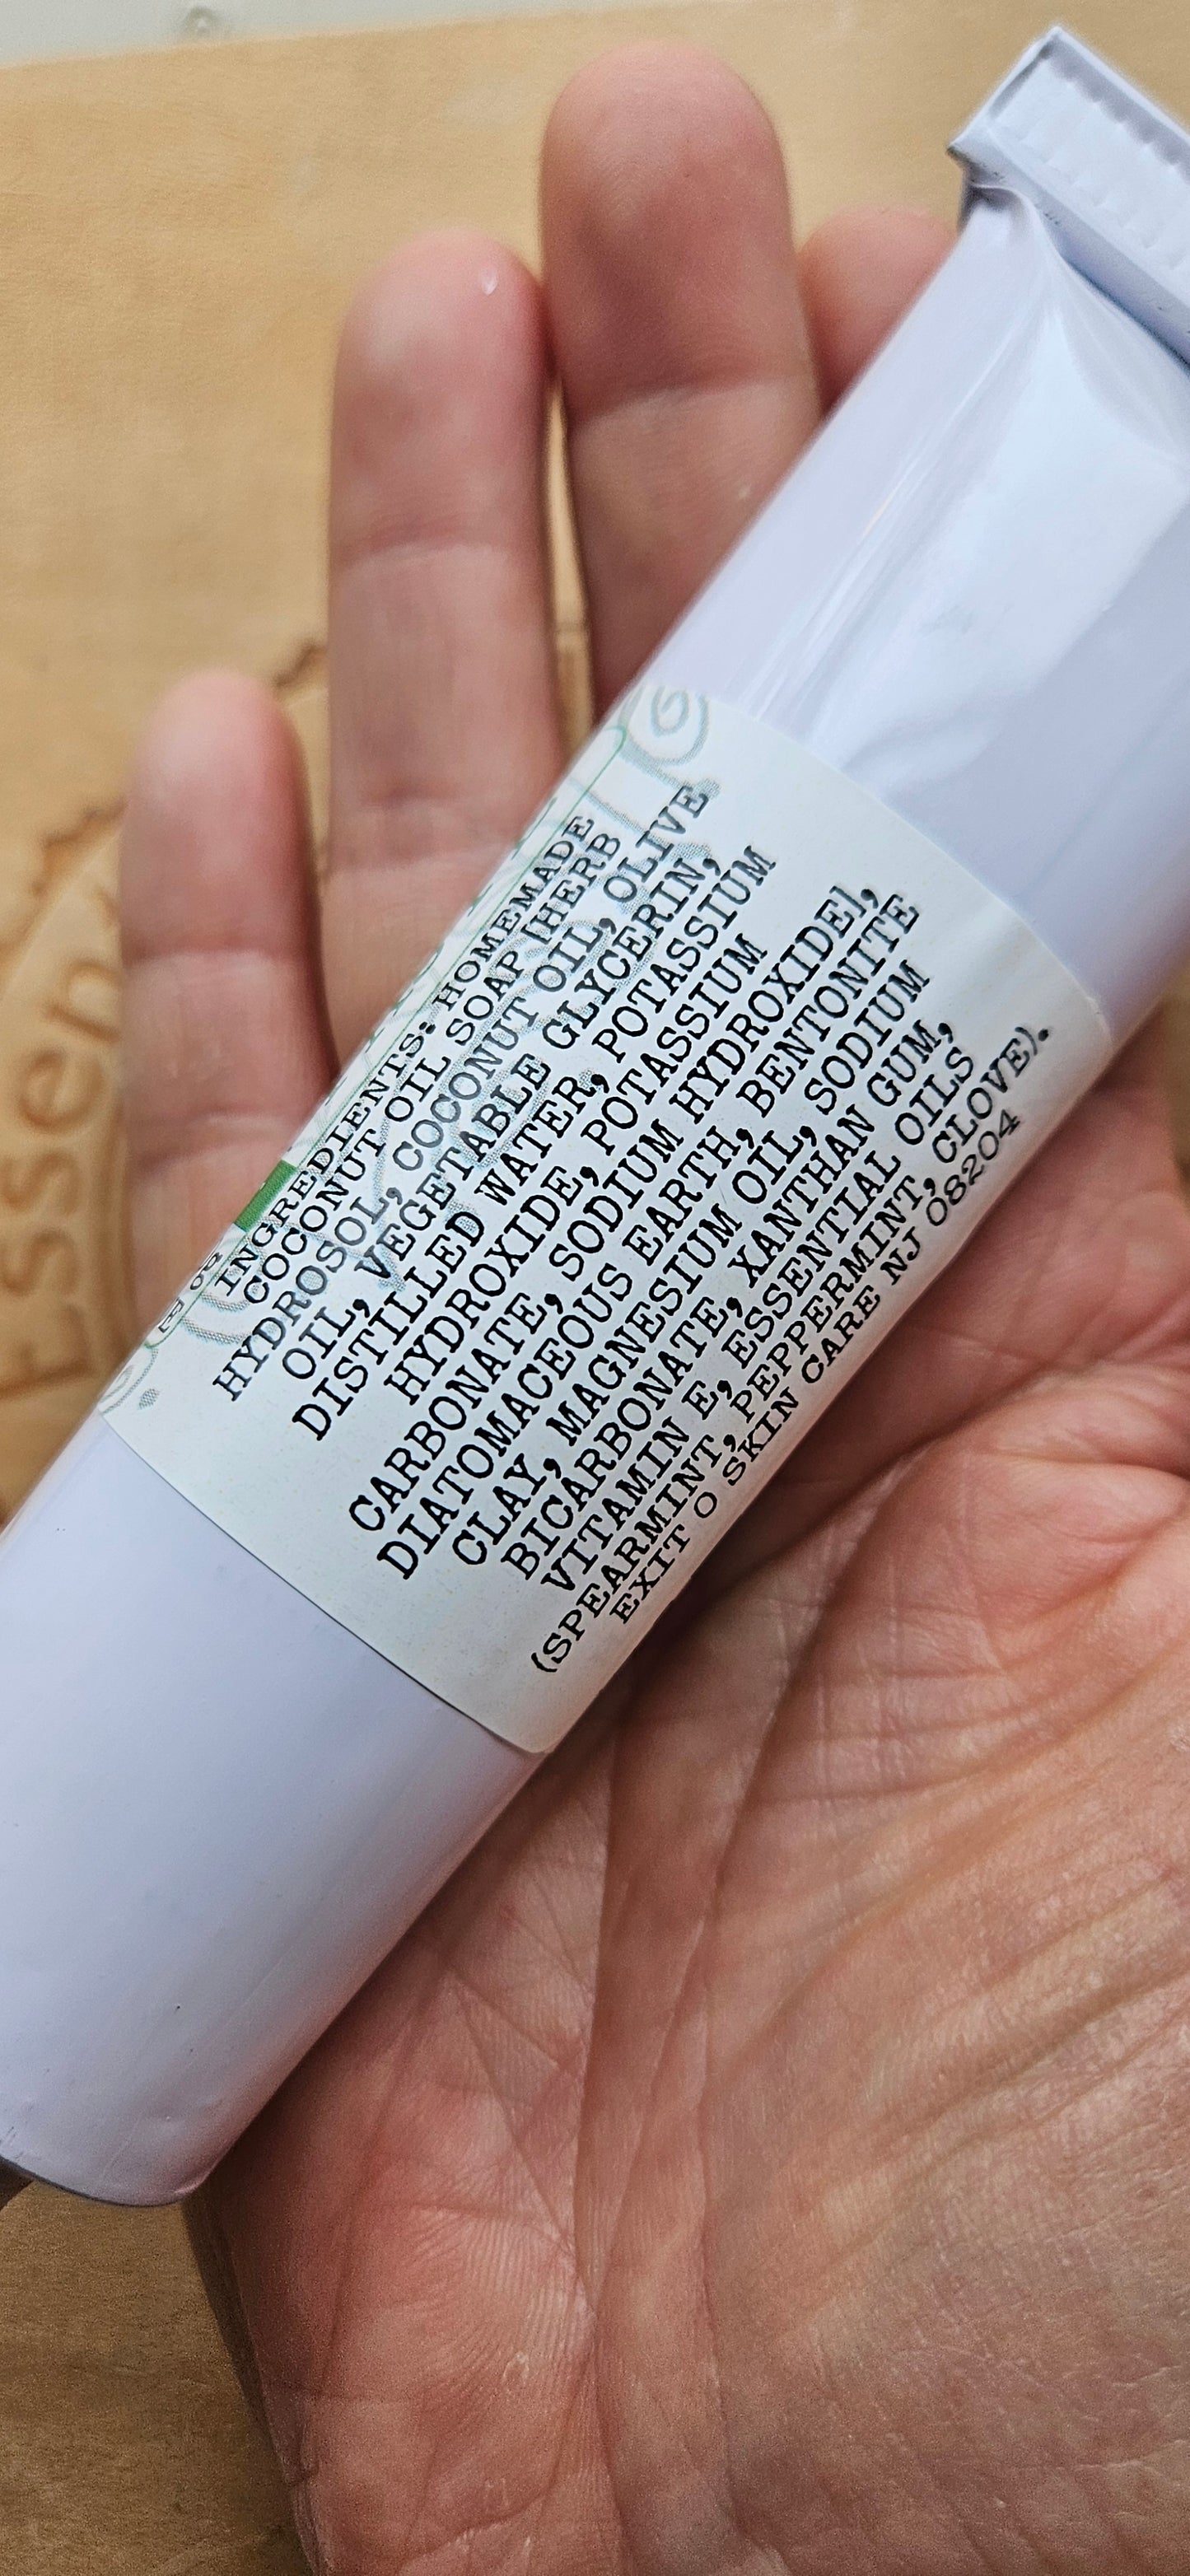 INGREDIENTS: HOMEMADE
COCONUT OIL SOAP [HERB
HYDROSOL, COCONUT OIL, OLIVE
OIL, VEGETABLE GLYCERIN,
DISTILLED WATER, POTASSIUM
HYDROXIDE, POTASSIUM
CARBONATE, SODIUM HYDROXIDE],
DIATOMACEOUS EARTH, BENTONITE
CLAY, MAGNESIUM OIL, SODIUM
BICARBONATE, XANTHAN GUM,
VITAMIN E, ESSENTIAL OILS
(SPEARMINT, PEPPERMINT, CLOVE).
EXIT 0 SKIN CARE NJ 08204
Essen